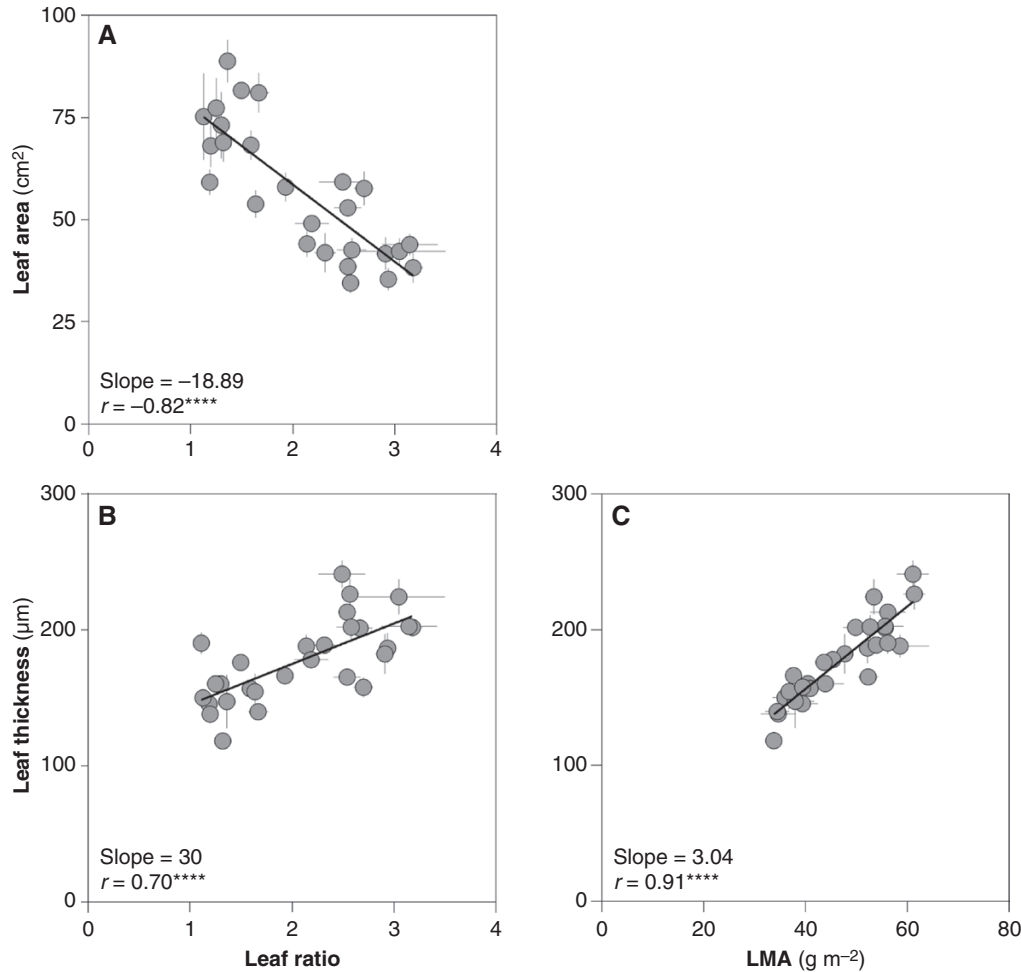 100
A
75
50
25
0
Leaf area (cm²)
Slope = –18.89
r = –0.82****
0 1 2 3 4
300
B
200
100
0
Leaf thickness (µm)
Slope = 30
r = 0.70****
0 1 2 3 4
Leaf ratio
300
C
200
100
0
Slope = 3.04
r = 0.91****
0 20 40 60 80
LMA (g m–²)